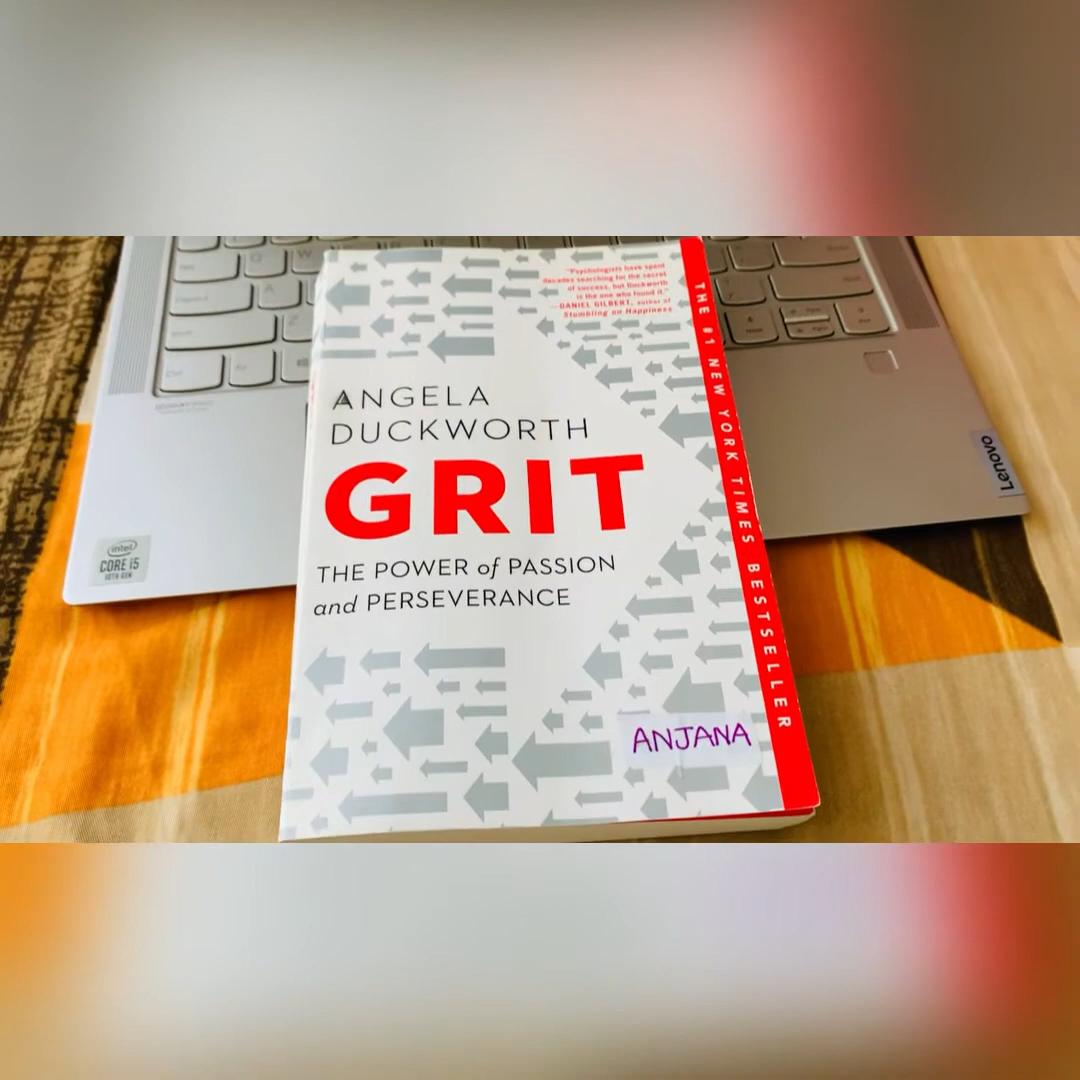 "Psychologists have spent
decades searching for the secret
of success, but Duckworth
is the one who found it."
—DANIEL GILBERT, author of
Stumbling on Happiness
THE #1 NEW YORK TIMES BESTSELLER
ANGELA
DUCKWORTH
GRIT
THE POWER of PASSION
and PERSEVERANCE
ANJANA
Lenovo
intel
CORE i5
10TH GEN
Ctrl